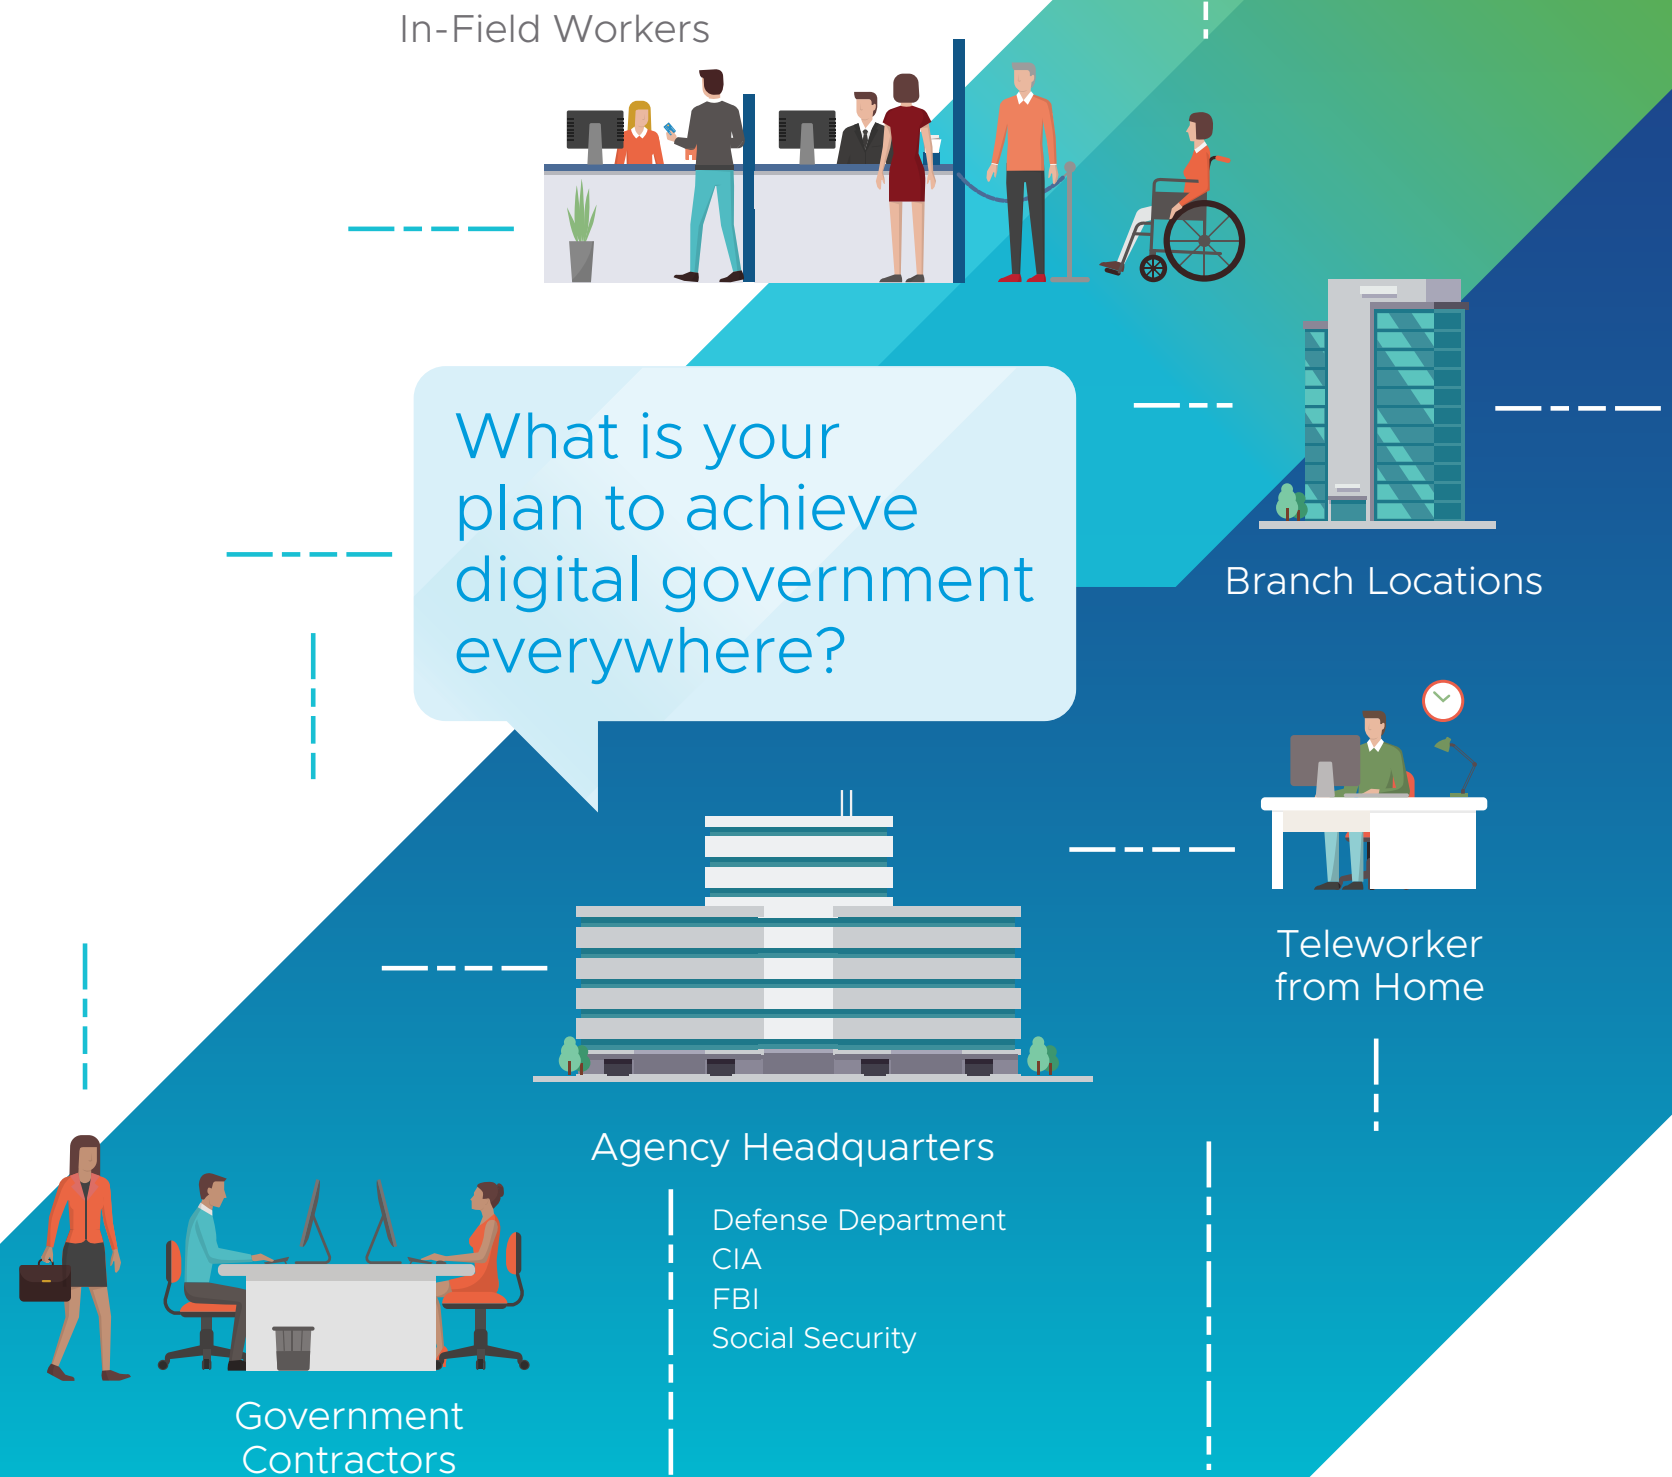 In-Field Workers
What is your
plan to achieve
digital government
everywhere?
Branch Locations
Teleworker
from Home
Agency Headquarters
Defense Department
CIA
FBI
Social Security
Government
Contractors